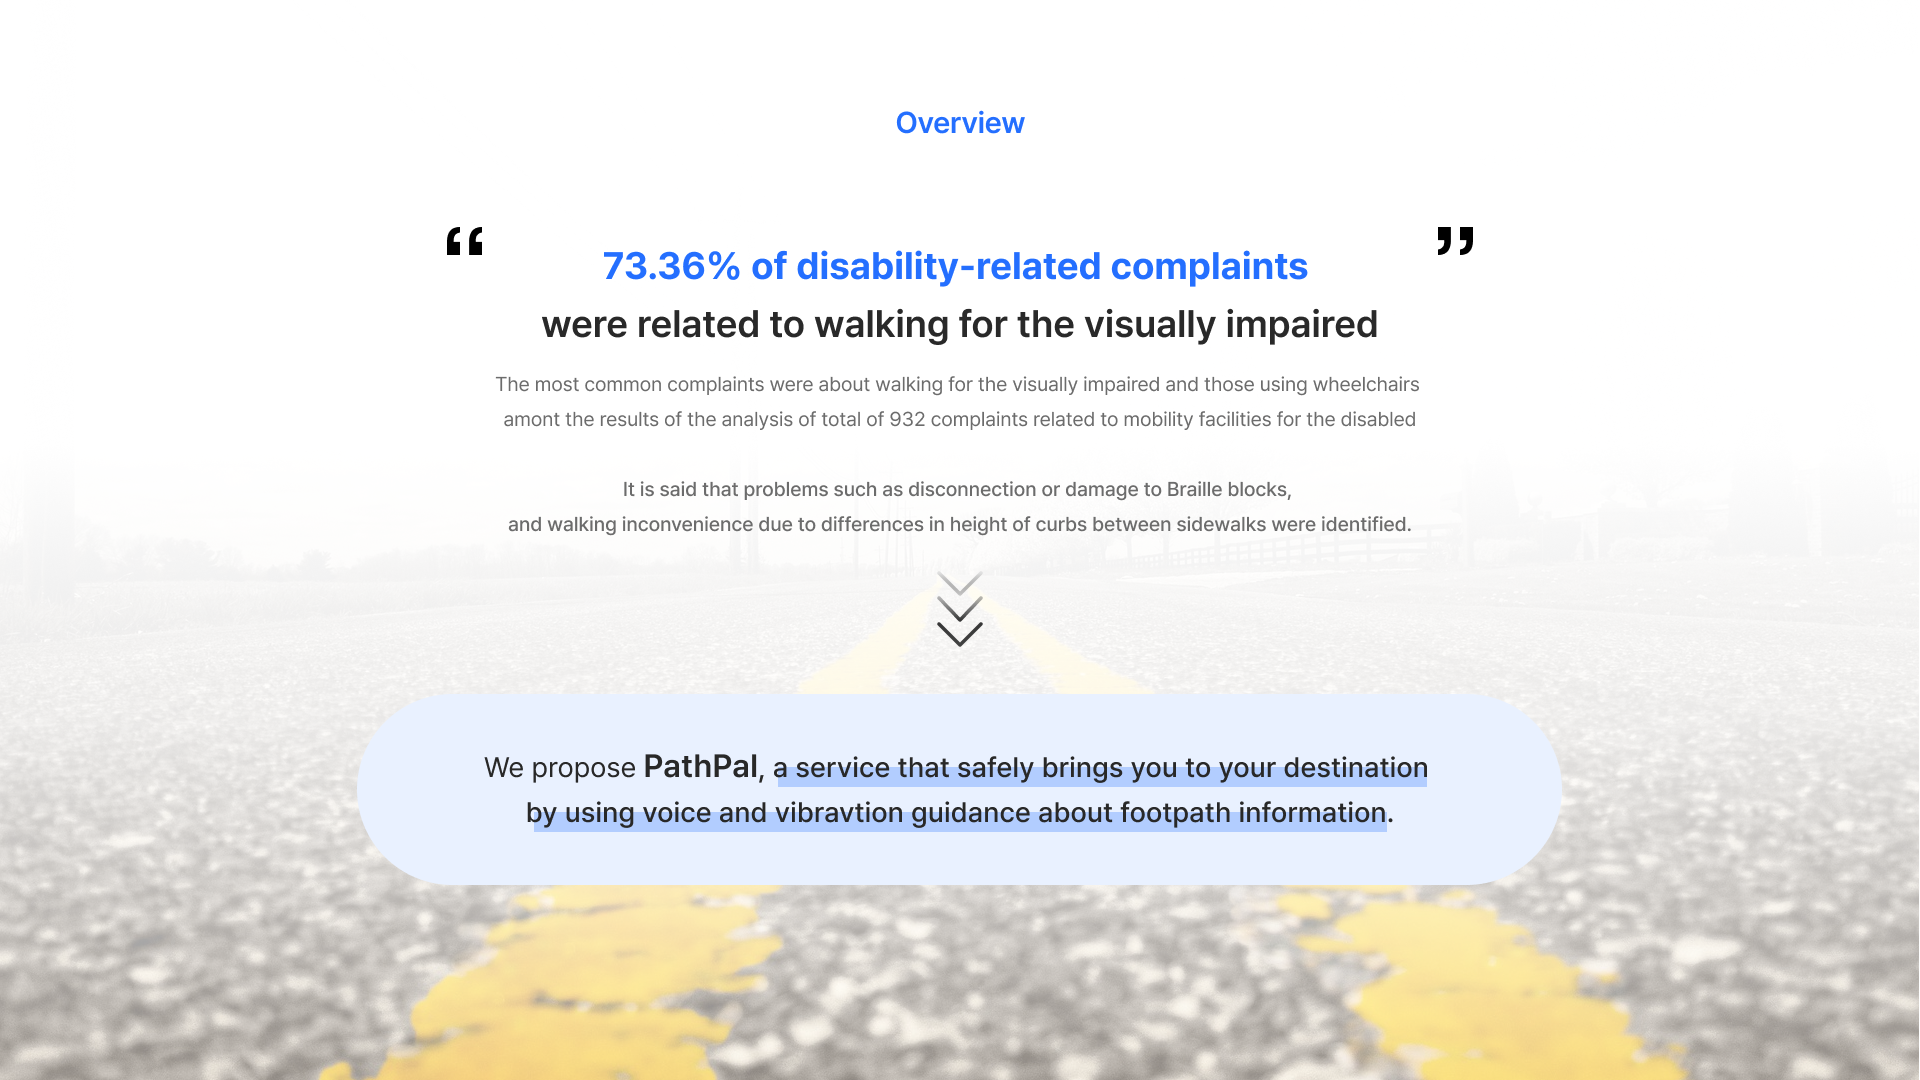 Overview
“ 73.36% of disability-related complaints ”
were related to walking for the visually impaired
The most common complaints were about walking for the visually impaired and those using wheelchairs
amont the results of the analysis of total of 932 complaints related to mobility facilities for the disabled
It is said that problems such as disconnection or damage to Braille blocks,
and walking inconvenience due to differences in height of curbs between sidewalks were identified.
We propose PathPal, a service that safely brings you to your destination
by using voice and vibravtion guidance about footpath information.